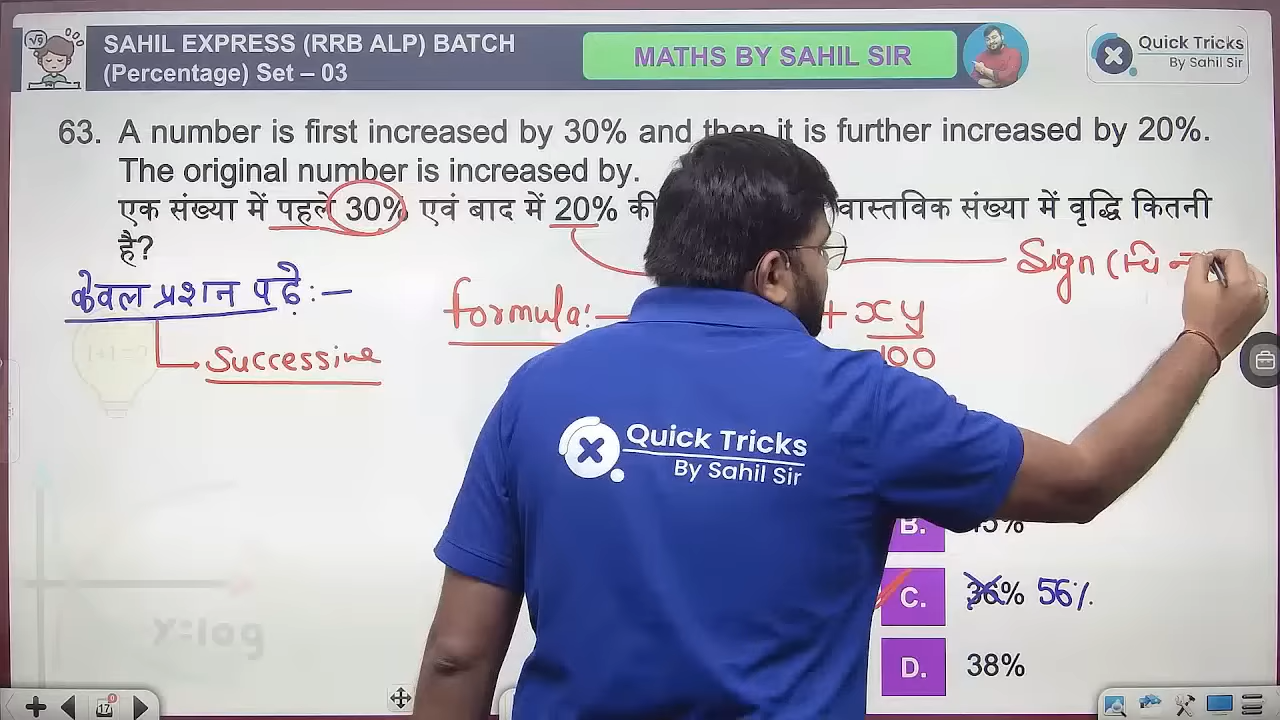 SAHIL EXPRESS (RRB ALP) BATCH
(Percentage) Set – 03
MATHS BY SAHIL SIR
Quick Tricks
By Sahil Sir
63. A number is first increased by 30% and then it is further increased by 20%.
The original number is increased by.
एक संख्या में पहले 30% एवं बाद में 20% की वास्तविक संख्या में वृद्धि कितनी
है?
केवल प्रशन पढे :–
Successive
formula:–
+ xy
100
Sign (चि न
Quick Tricks
By Sahil Sir
B.
C. 36% 56%
D. 38%
y=log
17